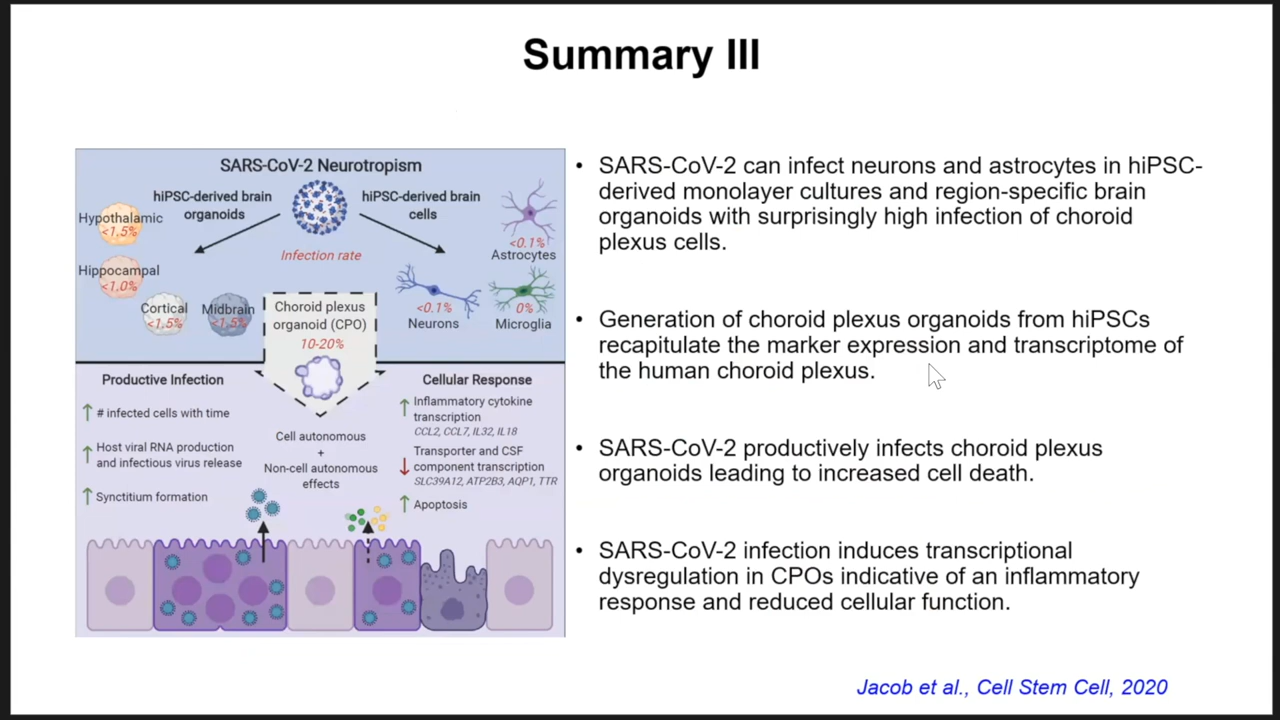 Summary III
SARS-CoV-2 Neurotropism
hiPSC-derived brain
organoids
hiPSC-derived brain
cells
Infection rate
Hypothalamic
<1.5%
Hippocampal
<1.0%
Cortical
<1.5%
Midbrain
<1.5%
<0.1%
Astrocytes
<0.1%
Neurons
0%
Microglia
Choroid plexus
organoid (CPO)
10-20%
Productive Infection
# infected cells with time
Host viral RNA production
and infectious virus release
Synctitium formation
Cell autonomous
+
Non-cell autonomous
effects
Cellular Response
Inflammatory cytokine
transcription
CCL2, CCL7, IL32, IL18
Transporter and CSF
component transcription
SLC39A12, ATP2B3, AQP1, TTR
Apoptosis
• SARS-CoV-2 can infect neurons and astrocytes in hiPSC-
derived monolayer cultures and region-specific brain
organoids with surprisingly high infection of choroid
plexus cells.
• Generation of choroid plexus organoids from hiPSCs
recapitulate the marker expression and transcriptome of
the human choroid plexus.
• SARS-CoV-2 productively infects choroid plexus
organoids leading to increased cell death.
• SARS-CoV-2 infection induces transcriptional
dysregulation in CPOs indicative of an inflammatory
response and reduced cellular function.
Jacob et al., Cell Stem Cell, 2020